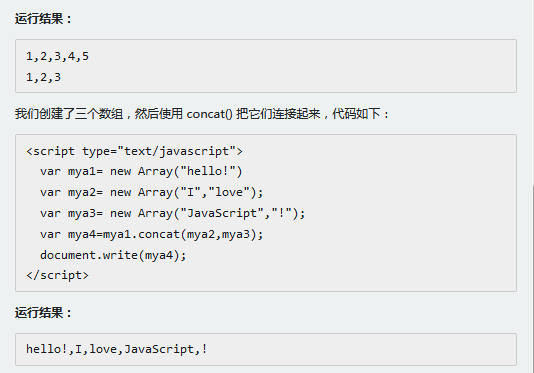 运行结果：
1,2,3,4,5
1,2,3
我们创建了三个数组，然后使用 concat() 把它们连接起来，代码如下：
<script type="text/javascript">
  var mya1= new Array("hello!")
  var mya2= new Array("I","love");
  var mya3= new Array("JavaScript","!");
  var mya4=mya1.concat(mya2,mya3);
  document.write(mya4);
</script>
运行结果：
hello!,I,love,JavaScript,!